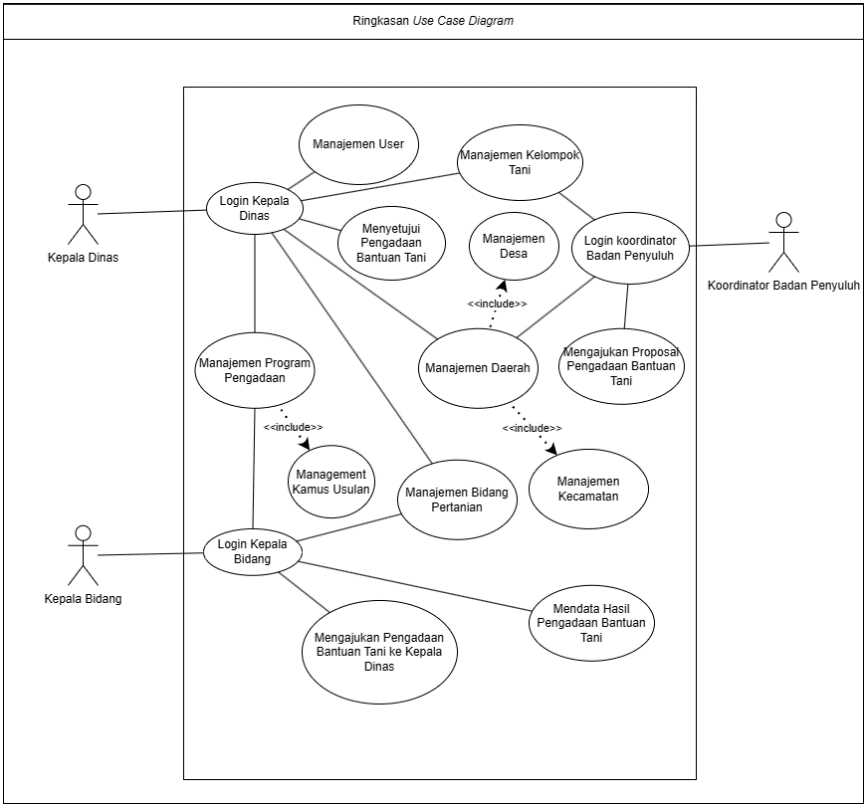 Ringkasan Use Case Diagram
Manajemen User
Manajemen Kelompok
Tani
Login Kepala
Dinas
Kepala Dinas
Menyetujui
Pengadaan
Bantuan Tani
Manajemen
Desa
Login koordinator
Badan Penyuluh
Koordinator Badan Penyuluh
<<include>>
Manajemen Program
Pengadaan
Manajemen Daerah
Mengajukan Proposal
Pengadaan Bantuan
Tani
<<include>>
<<include>>
Management
Kamus Usulan
Manajemen Bidang
Pertanian
Manajemen
Kecamatan
Login Kepala
Bidang
Kepala Bidang
Mengajukan Pengadaan
Bantuan Tani ke Kepala
Dinas
Mendata Hasil
Pengadaan Bantuan
Tani